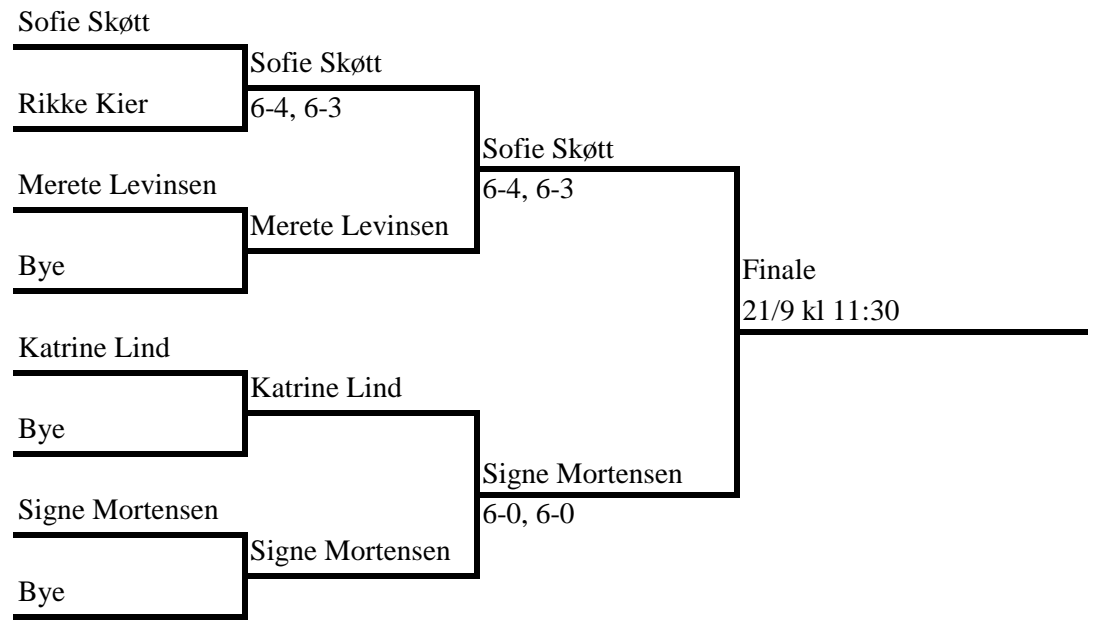 Sofie Skøtt
Sofie Skøtt
Rikke Kier
6-4, 6-3
Sofie Skøtt
Merete Levinsen
6-4, 6-3
Merete Levinsen
Bye
Finale
21/9 kl 11:30
Katrine Lind
Katrine Lind
Bye
Signe Mortensen
Signe Mortensen
6-0, 6-0
Signe Mortensen
Bye